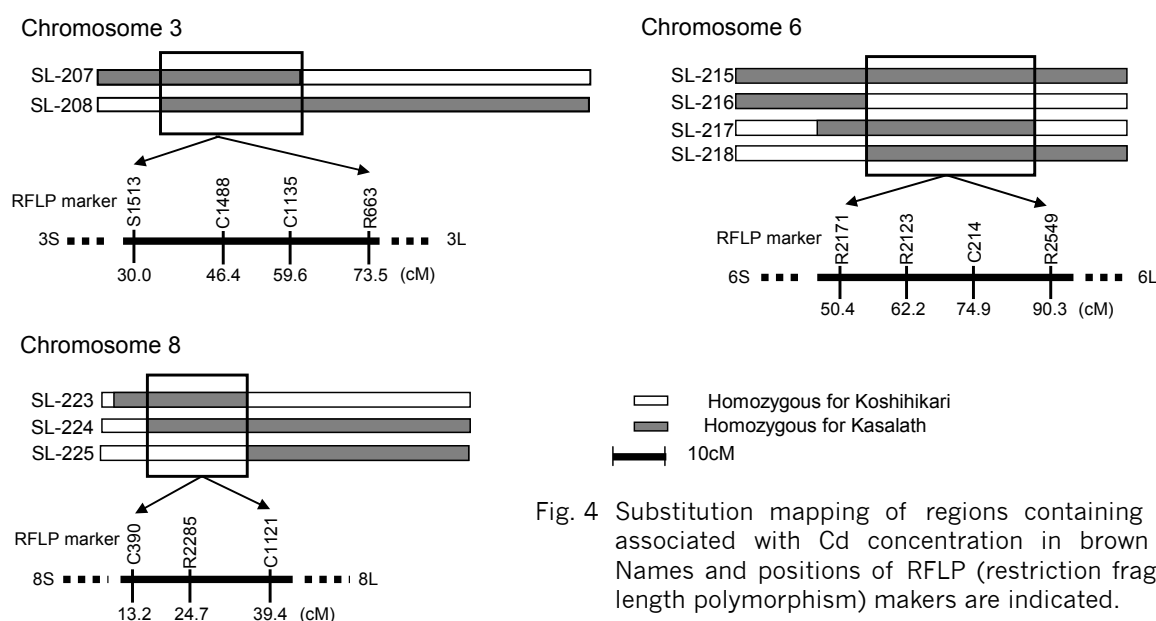 Chromosome 3
SL-207
SL-208
RFLP marker
S1513
C1488
C1135
R663
3S
3L
30.0 46.4 59.6 73.5 (cM)
Chromosome 6
SL-215
SL-216
SL-217
SL-218
RFLP marker
R2171
R2123
C214
R2549
6S
6L
50.4 62.2 74.9 90.3 (cM)
Chromosome 8
SL-223
SL-224
SL-225
RFLP marker
C390
R2285
C1121
8S
8L
13.2 24.7 39.4 (cM)
Homozygous for Koshihikari
Homozygous for Kasalath
10cM
Fig. 4 Substitution mapping of regions containing
associated with Cd concentration in brown
Names and positions of RFLP (restriction frag
length polymorphism) makers are indicated.